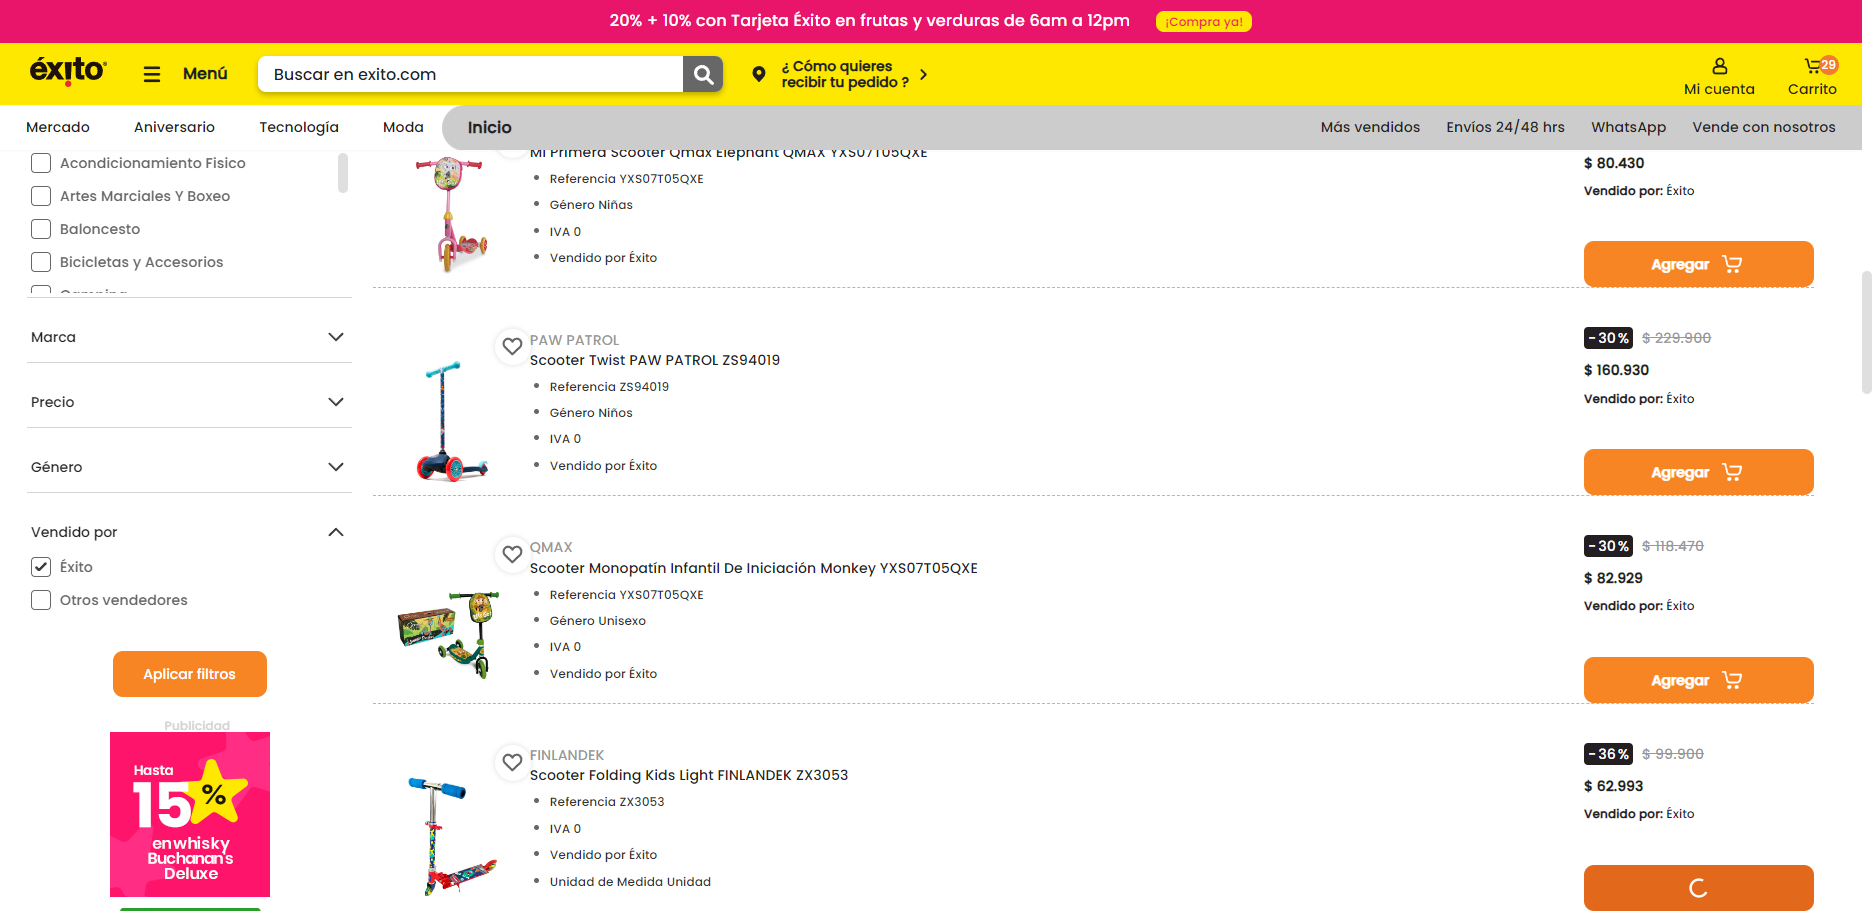 20% + 10% con Tarjeta Éxito en frutas y verduras de 6am a 12pm
¡Compra ya!
éxito
Menú
Buscar en exito.com
¿ Cómo quieres
recibir tu pedido ?
Mi cuenta
29
Carrito
Mercado
Aniversario
Tecnología
Moda
Inicio
Más vendidos
Envíos 24/48 hrs
WhatsApp
Vende con nosotros
Acondicionamiento Fisico
Artes Marciales Y Boxeo
Baloncesto
Bicicletas y Accesorios
Camping
Marca
Precio
Género
Vendido por
Éxito
Otros vendedores
Aplicar filtros
Publicidad
Hasta
15%
en whisky
Buchanan's
Deluxe
Mi Primera Scooter Qmax Elephant QMAX YXS07T05QXE
Referencia YXS07T05QXE
Género Niñas
IVA 0
Vendido por Éxito
$ 80.430
Vendido por: Éxito
Agregar
PAW PATROL
Scooter Twist PAW PATROL ZS94019
Referencia ZS94019
Género Niños
IVA 0
Vendido por Éxito
-30% $ 229.900
$ 160.930
Vendido por: Éxito
Agregar
QMAX
Scooter Monopatín Infantil De Iniciación Monkey YXS07T05QXE
Referencia YXS07T05QXE
Género Unisexo
IVA 0
Vendido por Éxito
-30% $ 118.470
$ 82.929
Vendido por: Éxito
Agregar
FINLANDEK
Scooter Folding Kids Light FINLANDEK ZX3053
Referencia ZX3053
IVA 0
Vendido por Éxito
Unidad de Medida Unidad
-36% $ 99.900
$ 62.993
Vendido por: Éxito